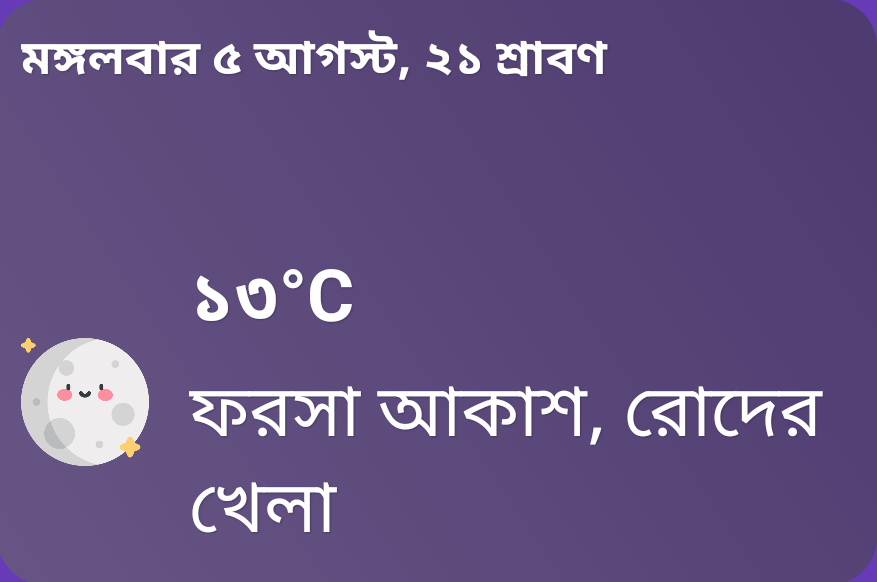 মঙ্গলবার ৫ আগস্ট, ২১ শ্রাবণ
১৩°C
ফরসা আকাশ, রোদের
খেলা